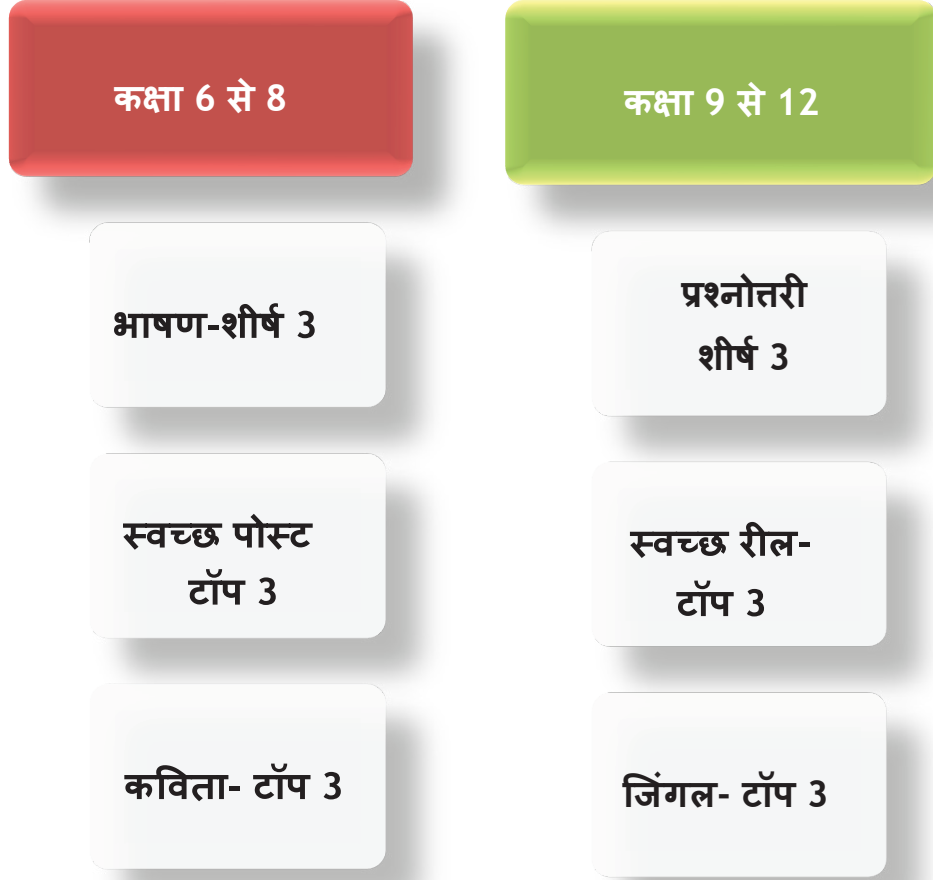 कक्षा 6 से 8
भाषण-शीर्ष 3
स्वच्छ पोस्ट
टॉप 3
कविता- टॉप 3
कक्षा 9 से 12
प्रश्नोत्तरी
शीर्ष 3
स्वच्छ रील-
टॉप 3
जिंगल- टॉप 3